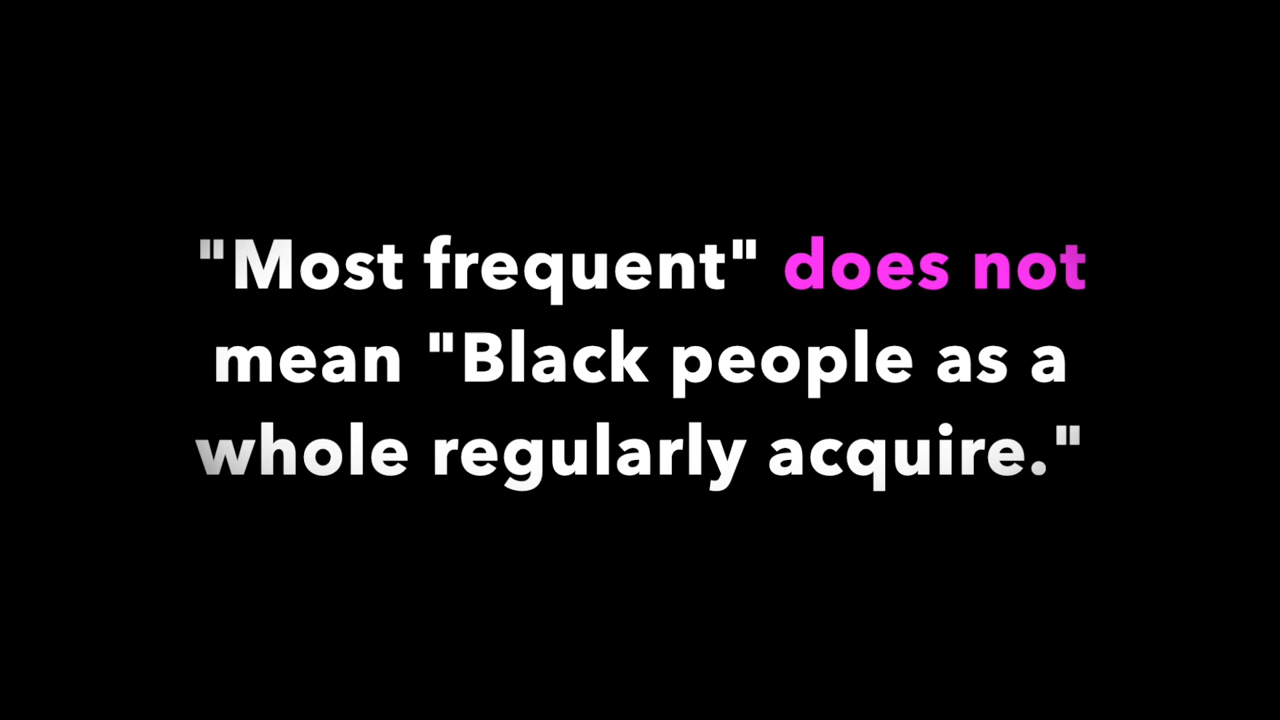 "Most frequent" does not
mean "Black people as a
whole regularly acquire."